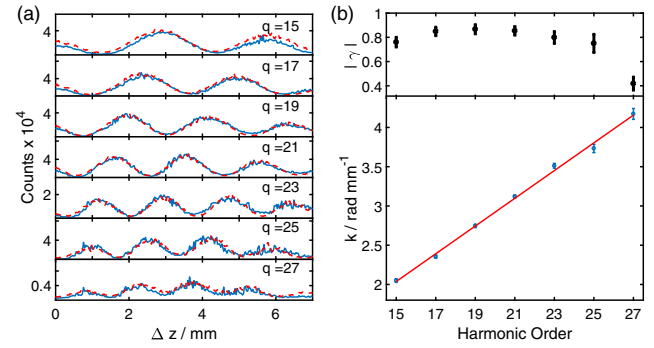 (a)
q =15
4
q =17
4
q =19
4
q =21
4
q =23
2
q =25
4
q =27
0.4
Counts x 10^4
0 2 4 6
Δ z / mm
(b)
1
0.8
0.6
0.4
| γ |
4
3.5
3
2.5
2
k / rad mm^-1
15 17 19 21 23 25 27
Harmonic Order